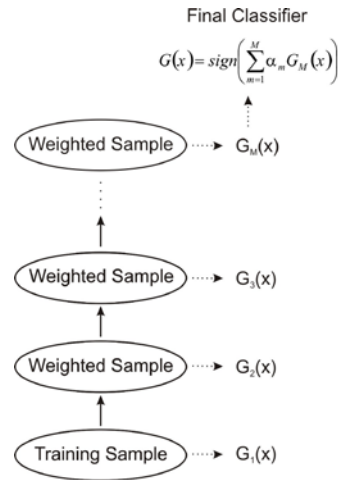 Final Classifier
G(x)=sign(∑_{m=1}^{M} α_m G_M(x))
Weighted Sample G_M(x)
Weighted Sample G_3(x)
Weighted Sample G_2(x)
Training Sample G_1(x)